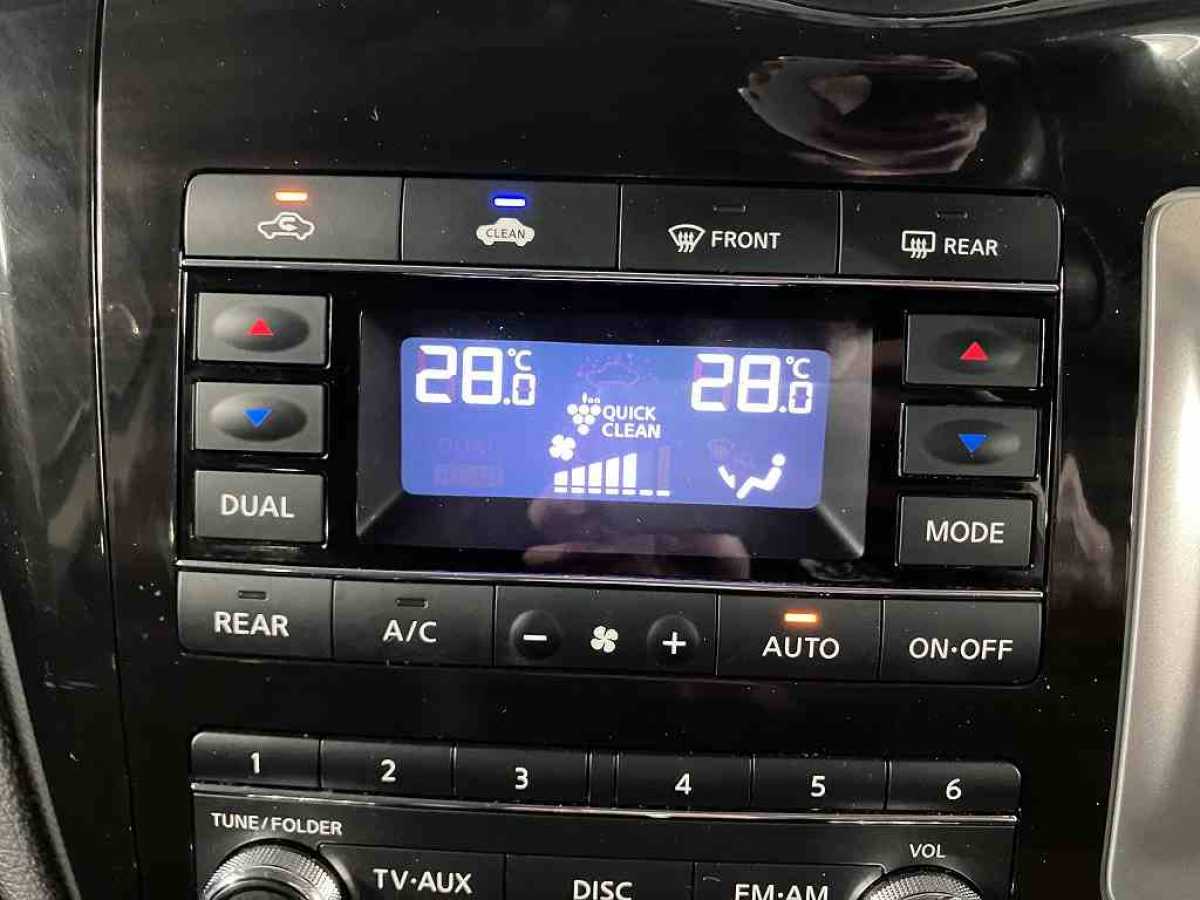 CLEAN
FRONT
REAR
28.0°C
28.0°C
QUICK
CLEAN
DUAL
MODE
REAR
A/C
− +
AUTO
ON•OFF
1 2 3 4 5 6
TUNE/FOLDER
VOL
TV•AUX
DISC
FM•AM